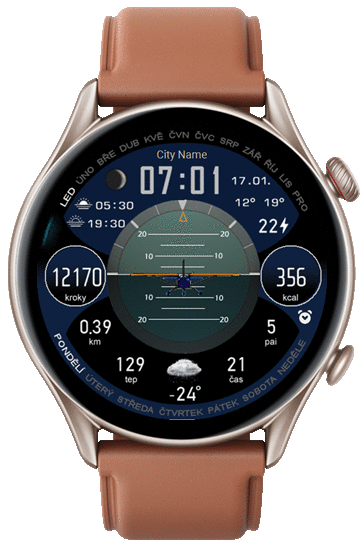 LED ÚNO BŘE DUB KVĚ ČVN ČVC SRP ZÁŘ ŘÍJ LIS PRO
City Name
07:01
17.01.
05:30
12° 19°
19:30
22
20 20
10 10
12170
kroky
356
kcal
10 10
20 20
0.39
km
5
pai
129
tep
21
čas
-24°
PONDĚLÍ ÚTERÝ STŘEDA ČTVRTEK PÁTEK SOBOTA NEDĚLE